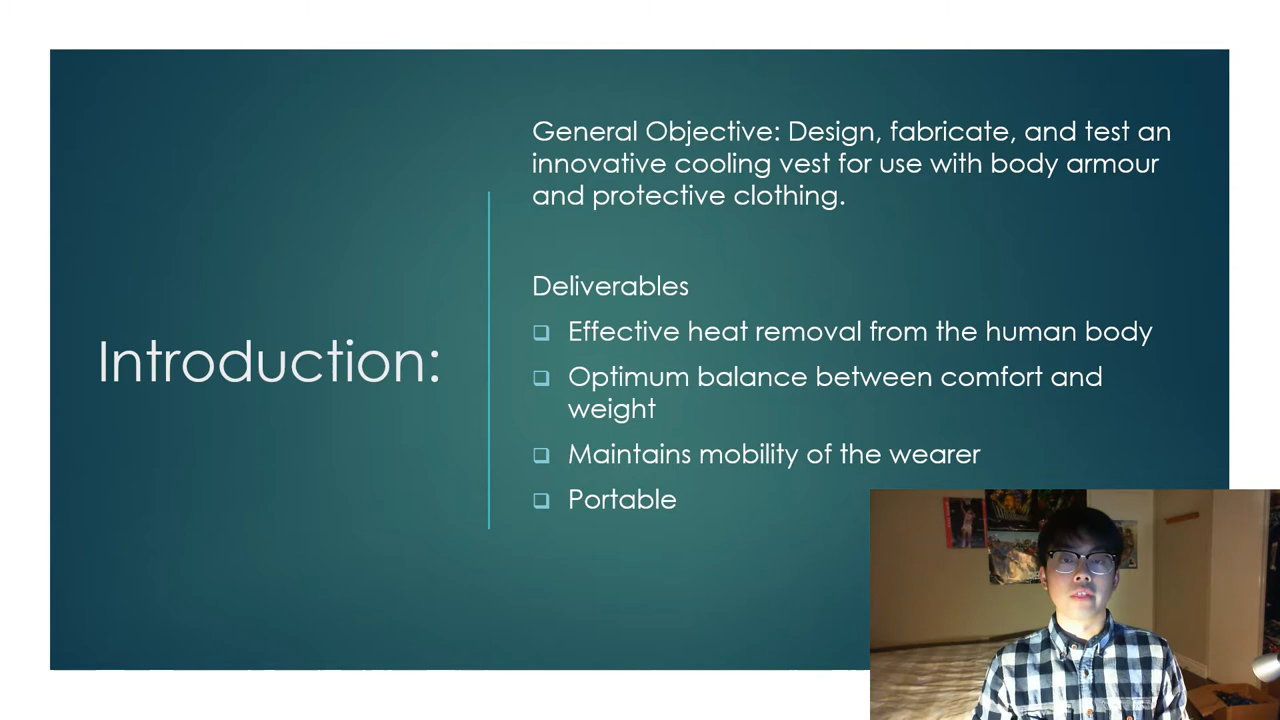 Introduction:
General Objective: Design, fabricate, and test an
innovative cooling vest for use with body armour
and protective clothing.
Deliverables
Effective heat removal from the human body
Optimum balance between comfort and
weight
Maintains mobility of the wearer
Portable